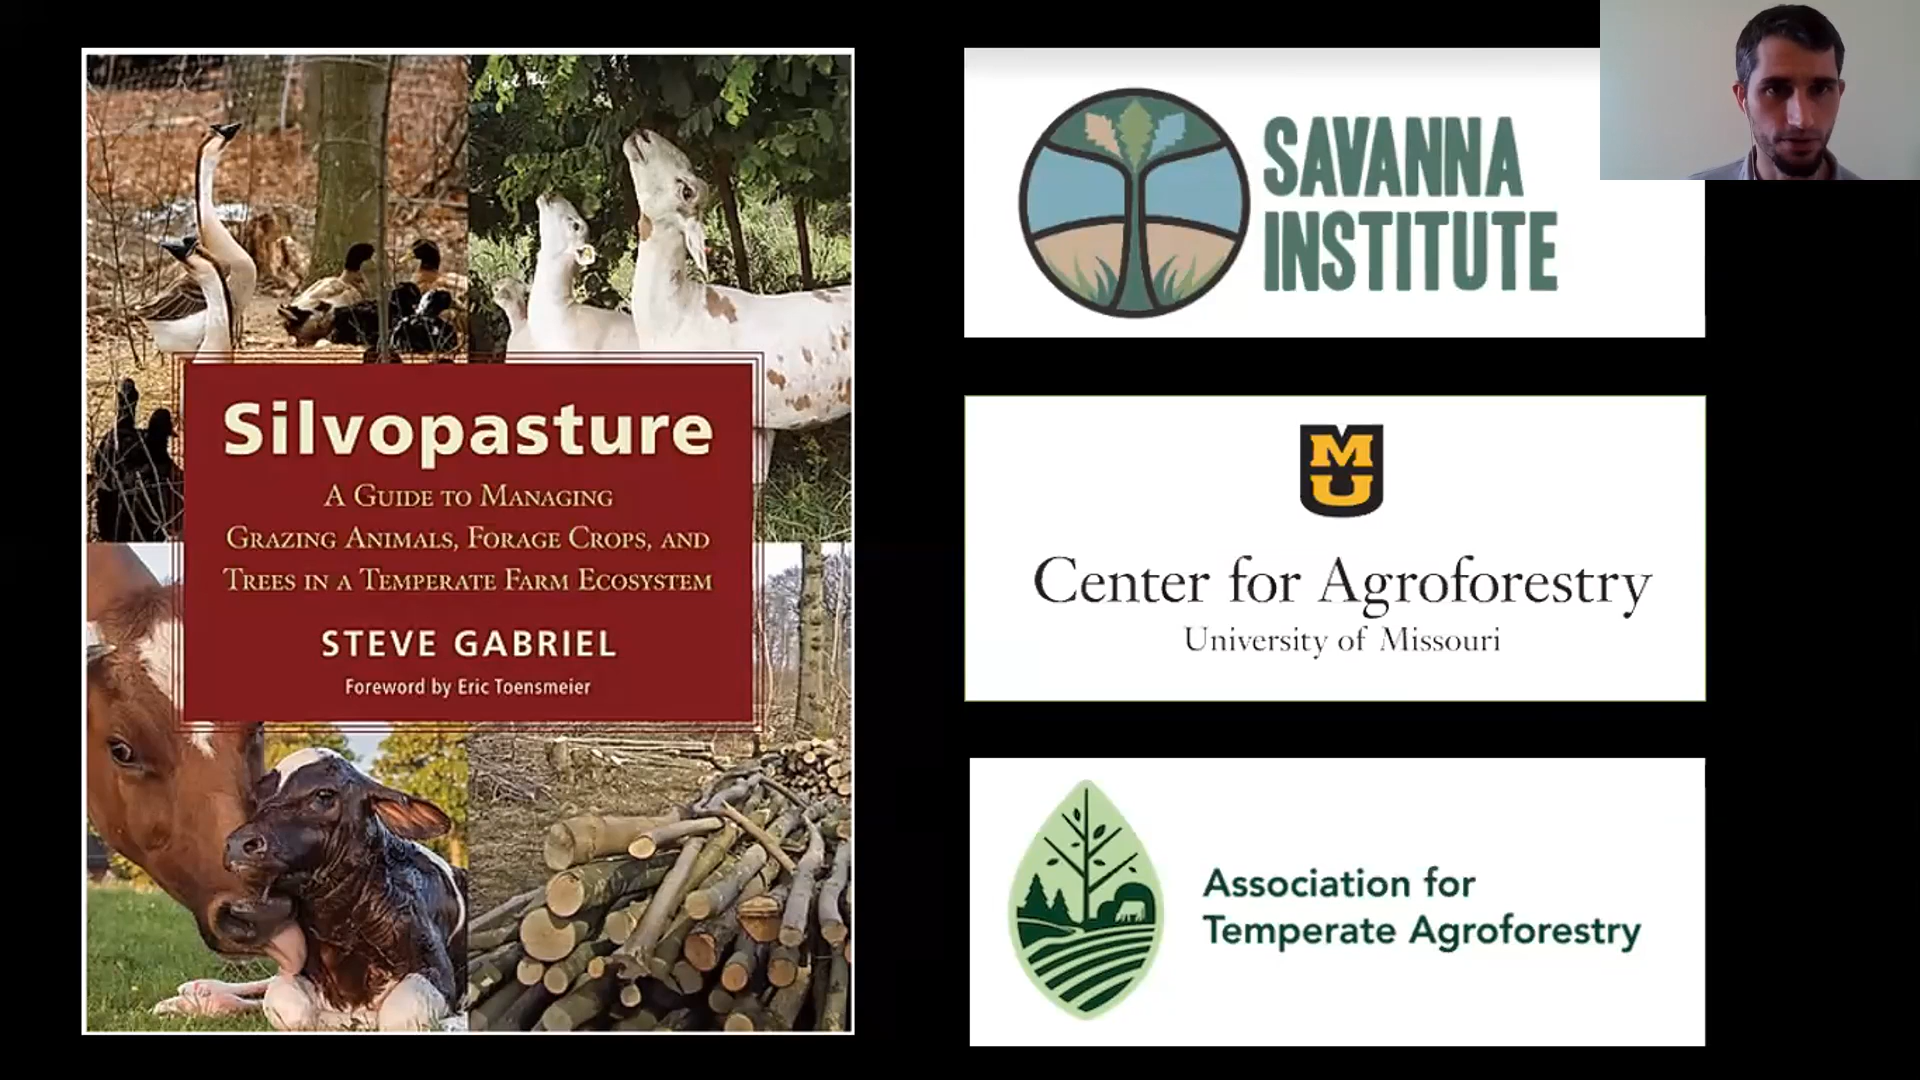 Silvopasture
A Guide to Managing
Grazing Animals, Forage Crops, and
Trees in a Temperate Farm Ecosystem
STEVE GABRIEL
Foreword by Eric Toensmeier
SAVANNA
INSTITUTE
MU
Center for Agroforestry
University of Missouri
Association for
Temperate Agroforestry